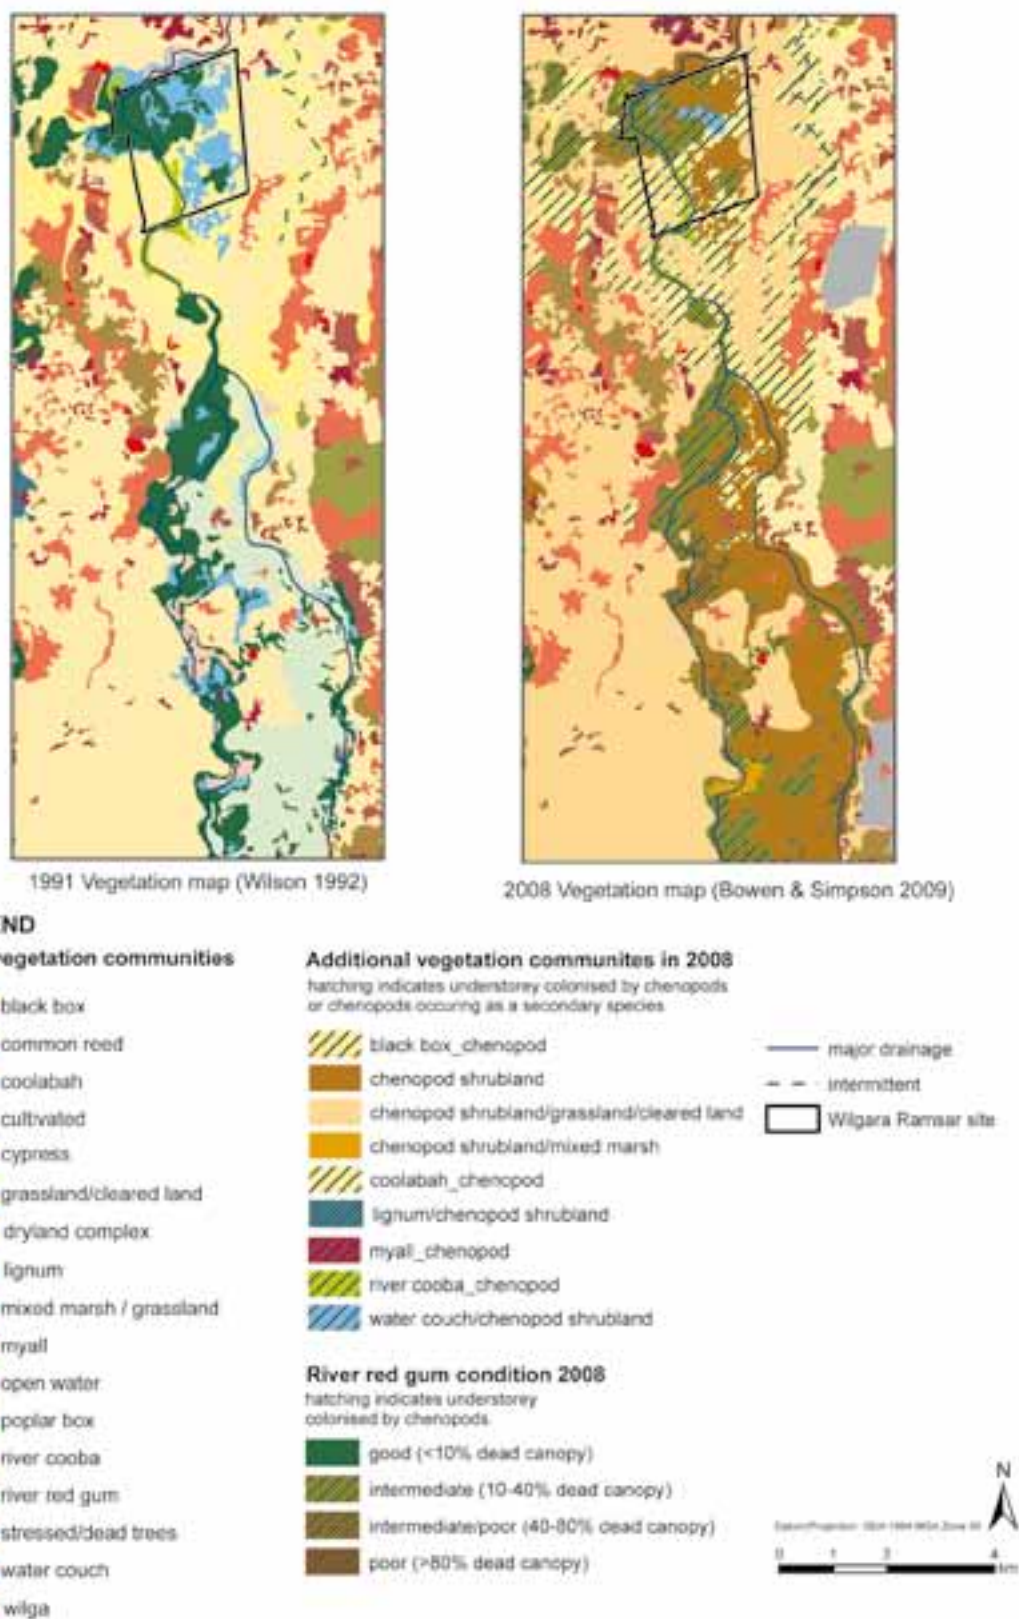 1991 Vegetation map (Wilson 1992)
2008 Vegetation map (Bowen & Simpson 2009)
ND
egetation communities
black box
common reed
coolabah
cultivated
cypress
grassland/cleared land
dryland complex
lignum
mixed marsh / grassland
myall
open water
poplar box
river cooba
river red gum
stressed/dead trees
water couch
wilga
Additional vegetation communites in 2008
hatching indicates understorey colonised by chenopods
or chenopods occuring as a secondary species
black box_chenopod
chenopod shrubland
chenopod shrubland/grassland/cleared land
chenopod shrubland/mixed marsh
coolabah_chenopod
lignum/chenopod shrubland
myall_chenopod
river cooba_chenopod
water couch/chenopod shrubland
River red gum condition 2008
hatching indicates understorey
colonised by chenopods
good (<10% dead canopy)
intermediate (10-40% dead canopy)
intermediate/poor (40-80% dead canopy)
poor (>80% dead canopy)
major drainage
intermittent
Wilgara Ramsar site
N
0 1 2 4
km